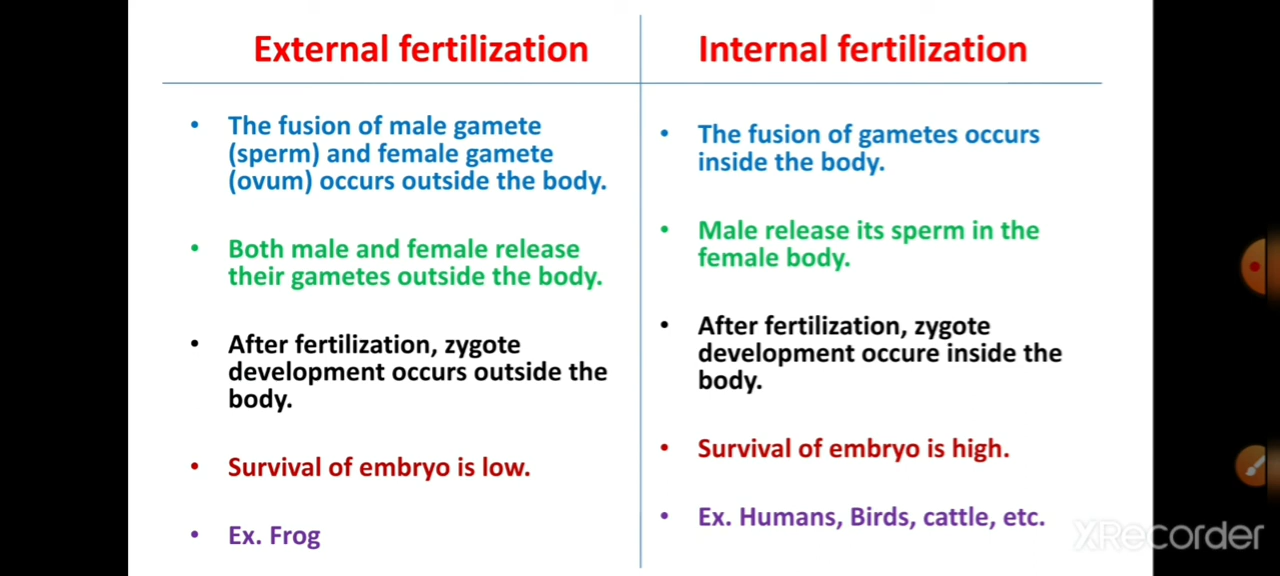 External fertilization
• The fusion of male gamete
(sperm) and female gamete
(ovum) occurs outside the body.
• Both male and female release
their gametes outside the body.
• After fertilization, zygote
development occurs outside the
body.
• Survival of embryo is low.
• Ex. Frog
Internal fertilization
• The fusion of gametes occurs
inside the body.
• Male release its sperm in the
female body.
• After fertilization, zygote
development occure inside the
body.
• Survival of embryo is high.
• Ex. Humans, Birds, cattle, etc.
XRecorder